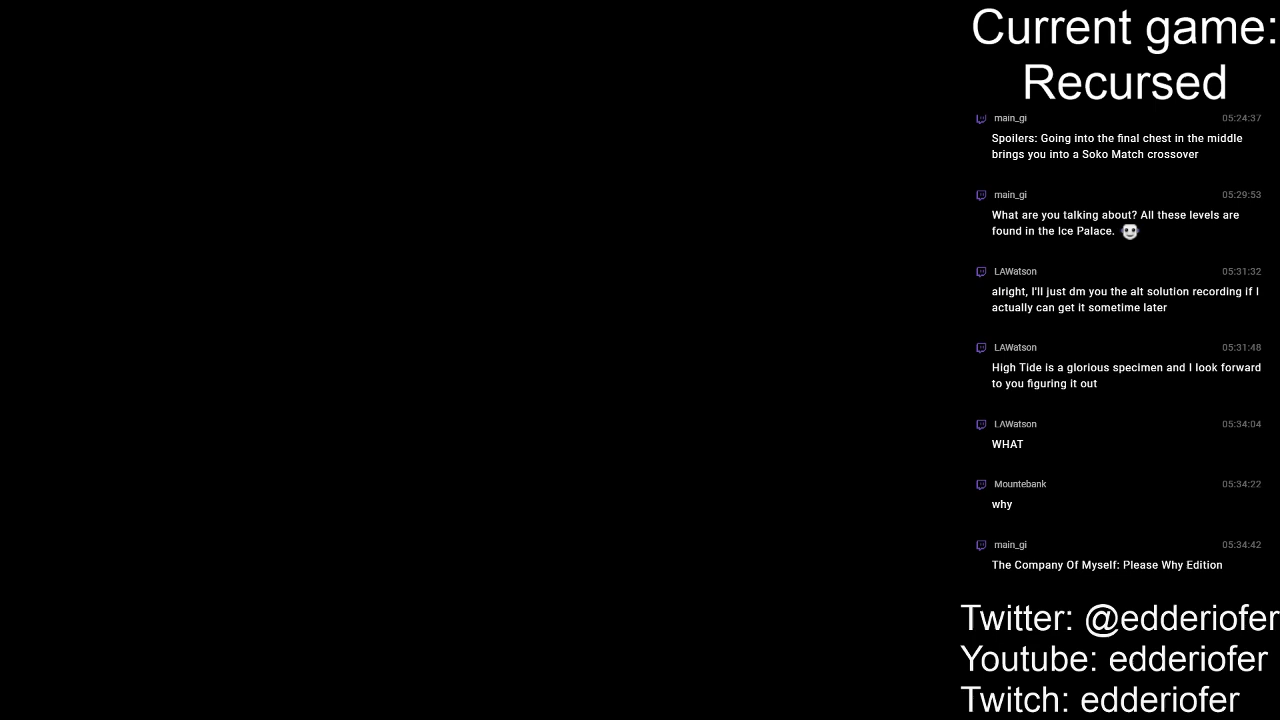 Current game:
Recursed
main_gi 05:24:37
Spoilers: Going into the final chest in the middle
brings you into a Soko Match crossover
main_gi 05:29:53
What are you talking about? All these levels are
found in the Ice Palace.
LAWatson 05:31:32
alright, I'll just dm you the alt solution recording if I
actually can get it sometime later
LAWatson 05:31:48
High Tide is a glorious specimen and I look forward
to you figuring it out
LAWatson 05:34:04
WHAT
Mountebank 05:34:22
why
main_gi 05:34:42
The Company Of Myself: Please Why Edition
Twitter: @edderiofer
Youtube: edderiofer
Twitch: edderiofer